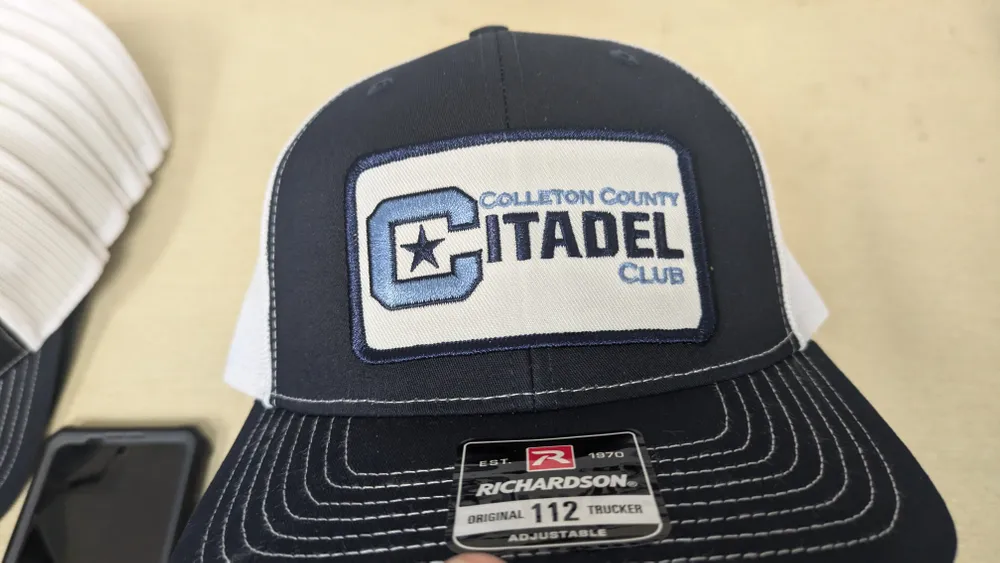 COLLETON COUNTY
CITADEL
CLUB
EST. R 1970
RICHARDSON®
ORIGINAL 112 TRUCKER
ADJUSTABLE